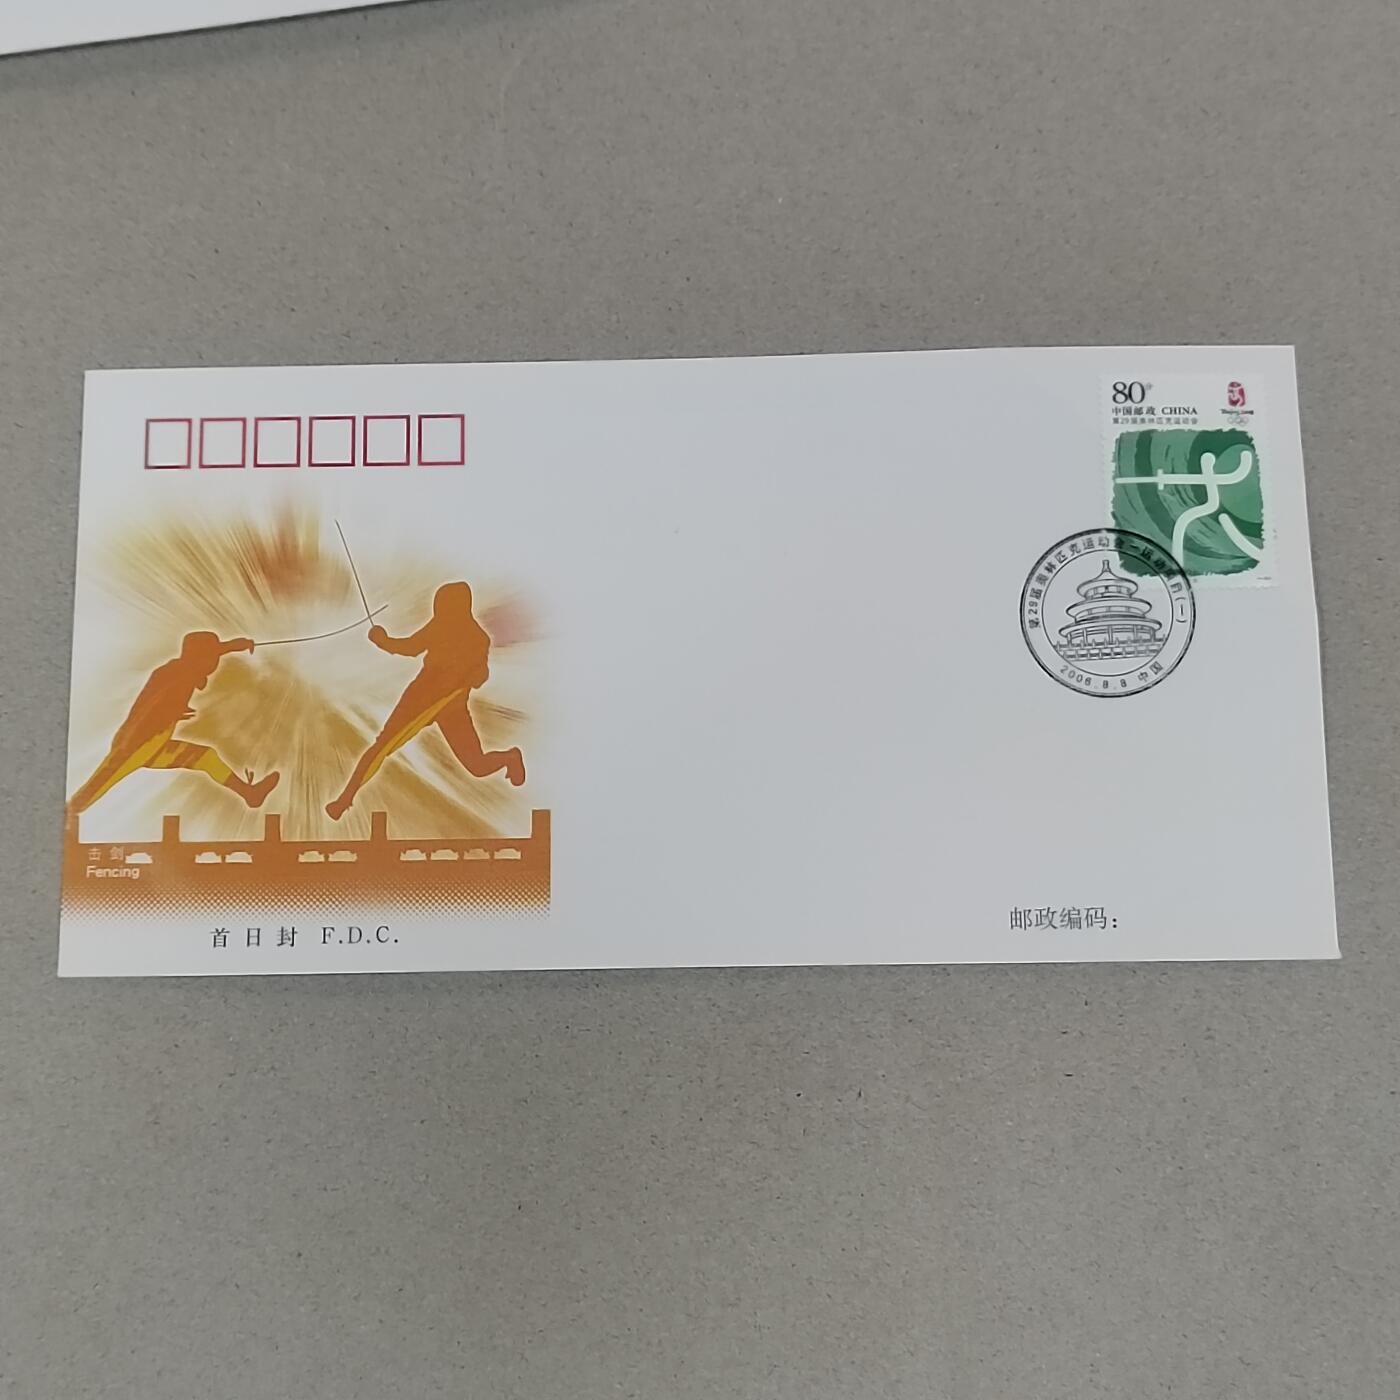 80分
中国邮政 CHINA
第29届奥林匹克运动会
Beijing 2008
第29届奥林匹克运动会－运动项目(一)
2006.8.8 中国
击剑
Fencing
首日封 F.D.C.
邮政编码：